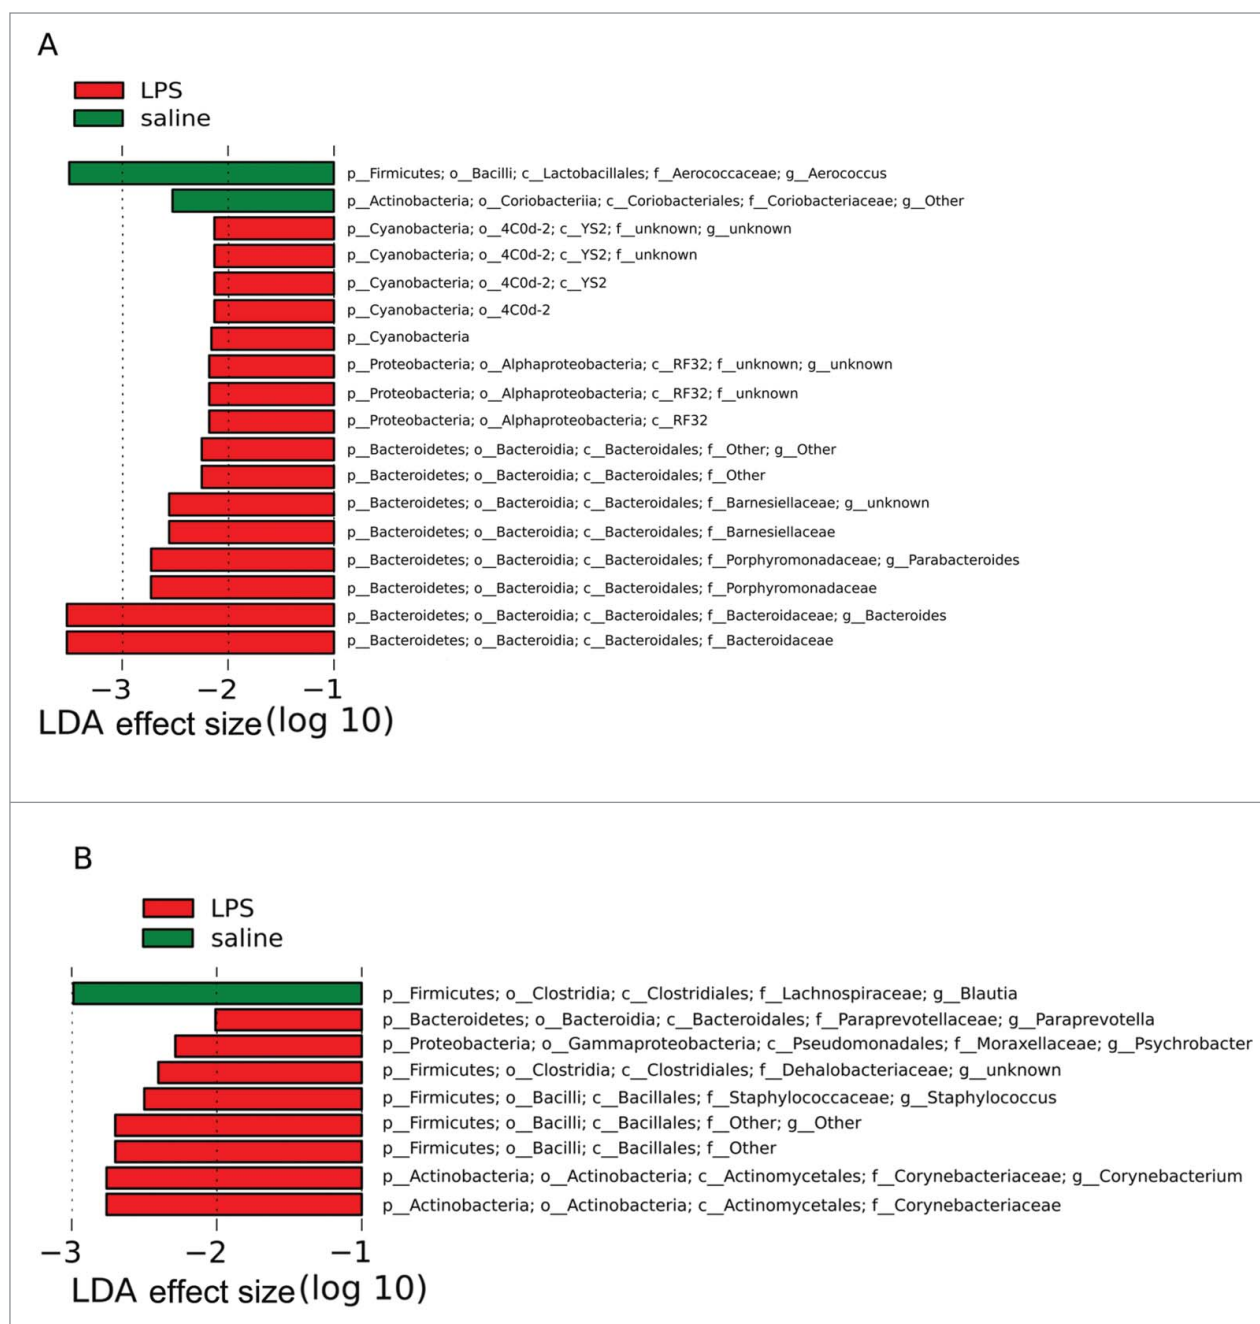 A
LPS
saline
p__Firmicutes; o__Bacilli; c__Lactobacillales; f__Aerococcaceae; g__Aerococcus
p__Actinobacteria; o__Coriobacteriia; c__Coriobacteriales; f__Coriobacteriaceae; g__Other
p__Cyanobacteria; o__4C0d-2; c__YS2; f__unknown; g__unknown
p__Cyanobacteria; o__4C0d-2; c__YS2; f__unknown
p__Cyanobacteria; o__4C0d-2; c__YS2
p__Cyanobacteria; o__4C0d-2
p__Cyanobacteria
p__Proteobacteria; o__Alphaproteobacteria; c__RF32; f__unknown; g__unknown
p__Proteobacteria; o__Alphaproteobacteria; c__RF32; f__unknown
p__Proteobacteria; o__Alphaproteobacteria; c__RF32
p__Bacteroidetes; o__Bacteroidia; c__Bacteroidales; f__Other; g__Other
p__Bacteroidetes; o__Bacteroidia; c__Bacteroidales; f__Other
p__Bacteroidetes; o__Bacteroidia; c__Bacteroidales; f__Barnesiellaceae; g__unknown
p__Bacteroidetes; o__Bacteroidia; c__Bacteroidales; f__Barnesiellaceae
p__Bacteroidetes; o__Bacteroidia; c__Bacteroidales; f__Porphyromonadaceae; g__Parabacteroides
p__Bacteroidetes; o__Bacteroidia; c__Bacteroidales; f__Porphyromonadaceae
p__Bacteroidetes; o__Bacteroidia; c__Bacteroidales; f__Bacteroidaceae; g__Bacteroides
p__Bacteroidetes; o__Bacteroidia; c__Bacteroidales; f__Bacteroidaceae
−3 −2 −1
LDA effect size (log 10)
B
LPS
saline
p__Firmicutes; o__Clostridia; c__Clostridiales; f__Lachnospiraceae; g__Blautia
p__Bacteroidetes; o__Bacteroidia; c__Bacteroidales; f__Paraprevotellaceae; g__Paraprevotella
p__Proteobacteria; o__Gammaproteobacteria; c__Pseudomonadales; f__Moraxellaceae; g__Psychrobacter
p__Firmicutes; o__Clostridia; c__Clostridiales; f__Dehalobacteriaceae; g__unknown
p__Firmicutes; o__Bacilli; c__Bacillales; f__Staphylococcaceae; g__Staphylococcus
p__Firmicutes; o__Bacilli; c__Bacillales; f__Other; g__Other
p__Firmicutes; o__Bacilli; c__Bacillales; f__Other
p__Actinobacteria; o__Actinobacteria; c__Actinomycetales; f__Corynebacteriaceae; g__Corynebacterium
p__Actinobacteria; o__Actinobacteria; c__Actinomycetales; f__Corynebacteriaceae
−3 −2 −1
LDA effect size (log 10)